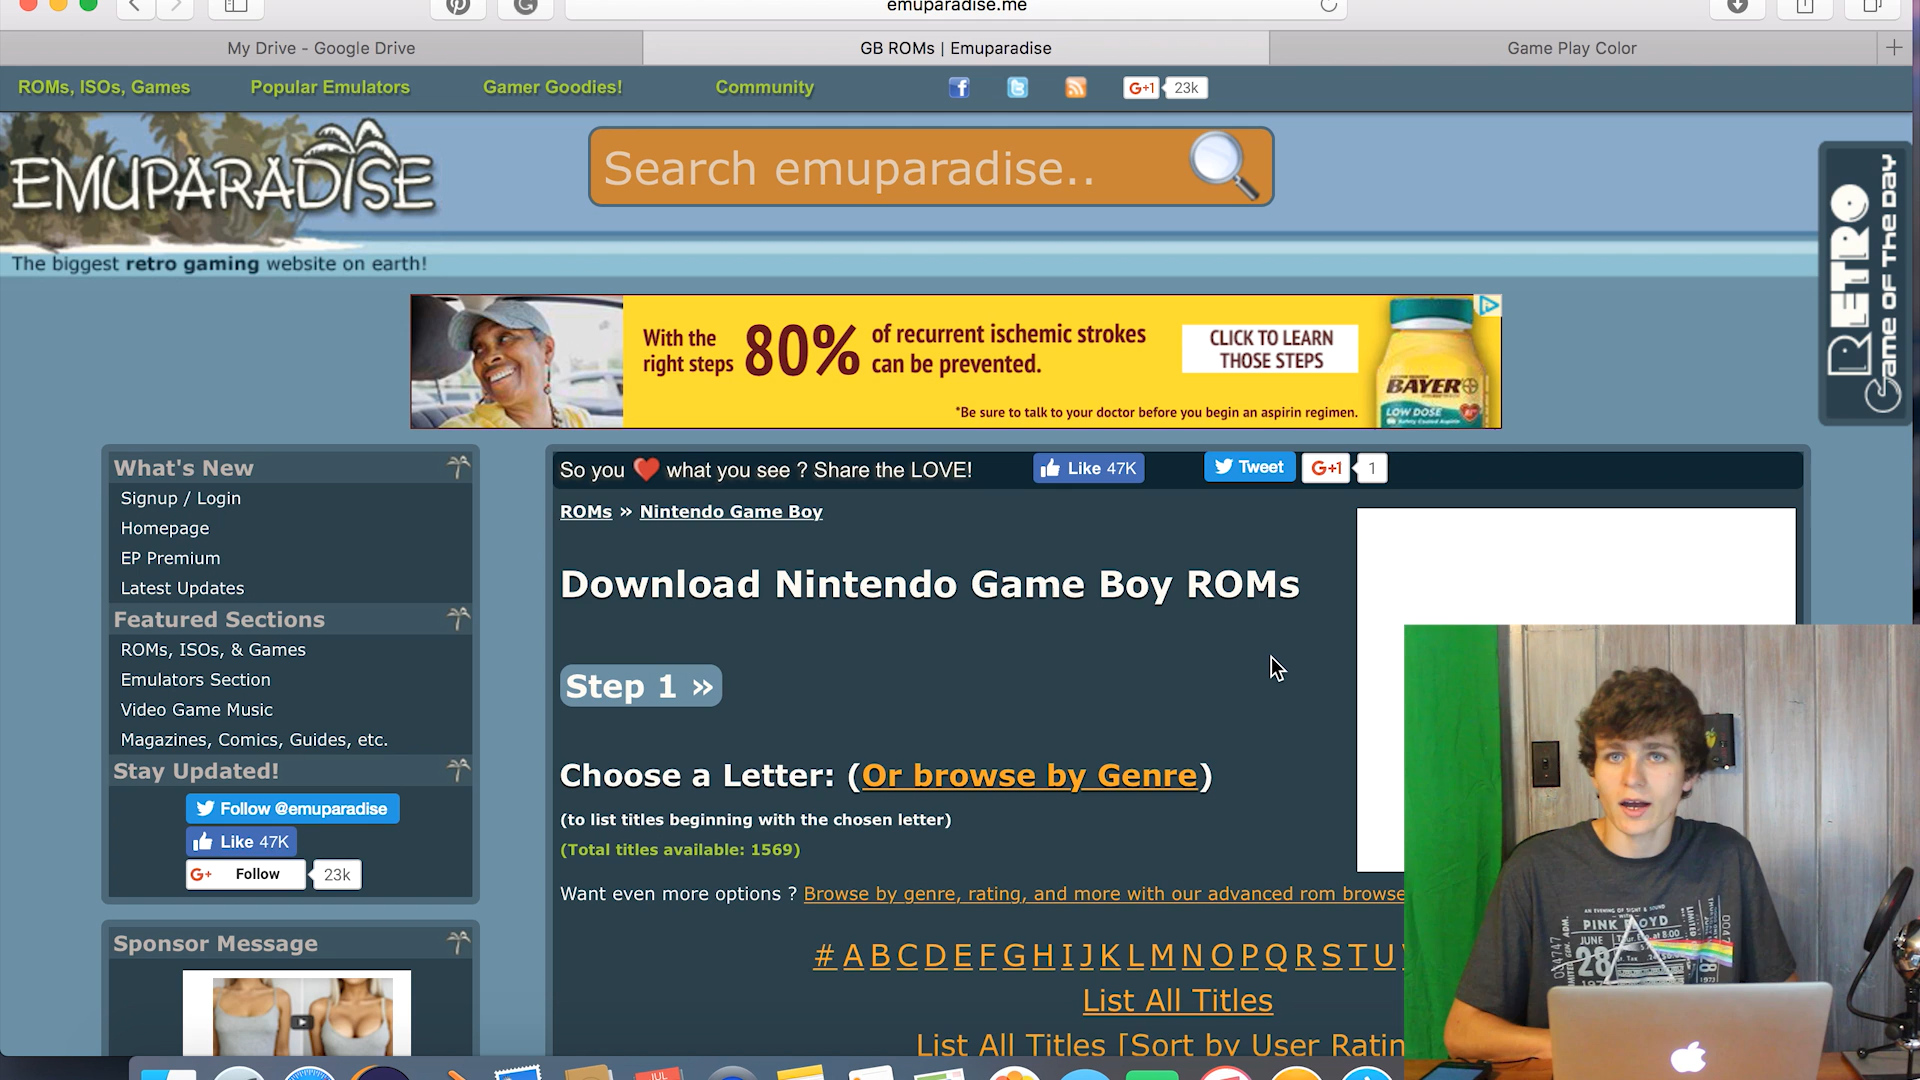 emuparadise.me
My Drive - Google Drive
GB ROMs | Emuparadise
Game Play Color
ROMs, ISOs, Games
Popular Emulators
Gamer Goodies!
Community
G+1
23k
EMUPARADISE
Search emuparadise..
The biggest retro gaming website on earth!
RETRO
Game OF THE DAY
With the
right steps
80%
of recurrent ischemic strokes
can be prevented.
CLICK TO LEARN
THOSE STEPS
*Be sure to talk to your doctor before you begin an aspirin regimen.
BAYER
LOW DOSE
What's New
Signup / Login
Homepage
EP Premium
Latest Updates
Featured Sections
ROMs, ISOs, & Games
Emulators Section
Video Game Music
Magazines, Comics, Guides, etc.
Stay Updated!
Follow @emuparadise
Like 47K
G+ Follow
23k
Sponsor Message
So you what you see ? Share the LOVE!
Like 47K
Tweet
G+1
1
ROMs » Nintendo Game Boy
Download Nintendo Game Boy ROMs
Step 1 »
Choose a Letter: (Or browse by Genre)
(to list titles beginning with the chosen letter)
(Total titles available: 1569)
Want even more options ? Browse by genre, rating, and more with our advanced rom browse
# A B C D E F G H I J K L M N O P Q R S T U
List All Titles
List All Titles [Sort by User Ratin
PINK FLOYD
JUNE
28
JUL